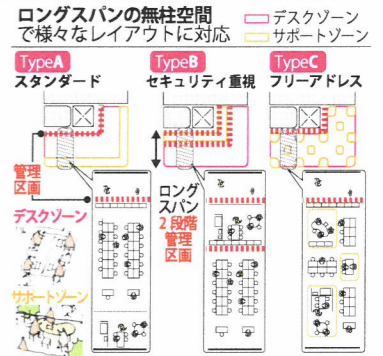 ロングスパンの無柱空間
で様々なレイアウトに対応
デスクゾーン
サポートゾーン
TypeA
スタンダード
TypeB
セキュリティ重視
TypeC
フリーアドレス
管理
区画
デスクゾーン
サポートゾーン
ロング
スパン
2段階
管理
区画